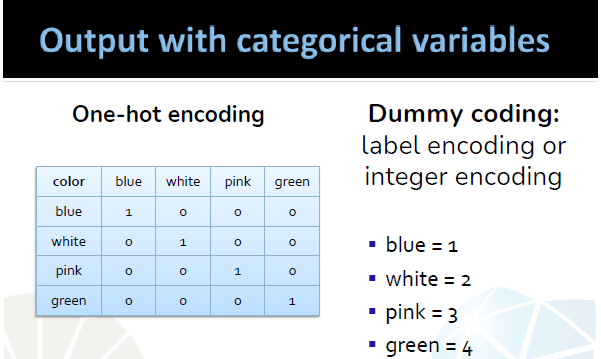 Output with categorical variables
One-hot encoding
color blue white pink green
blue 1 0 0 0
white 0 1 0 0
pink 0 0 1 0
green 0 0 0 1
Dummy coding:
label encoding or
integer encoding
▪ blue = 1
▪ white = 2
▪ pink = 3
▪ green = 4